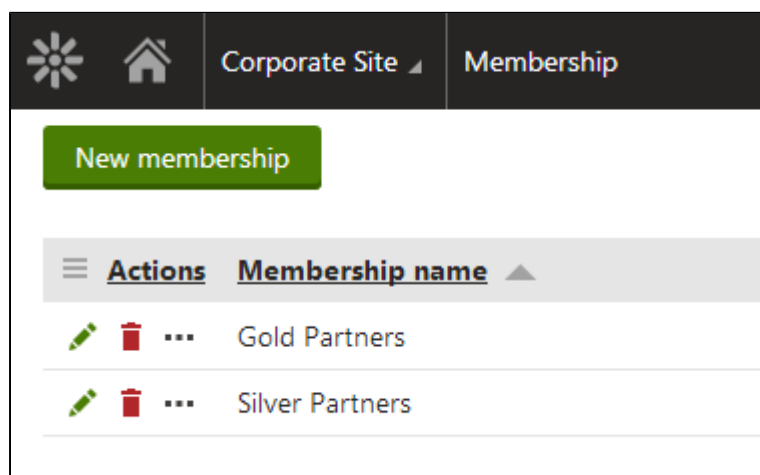 Corporate Site Membership
New membership
Actions Membership name
Gold Partners
Silver Partners